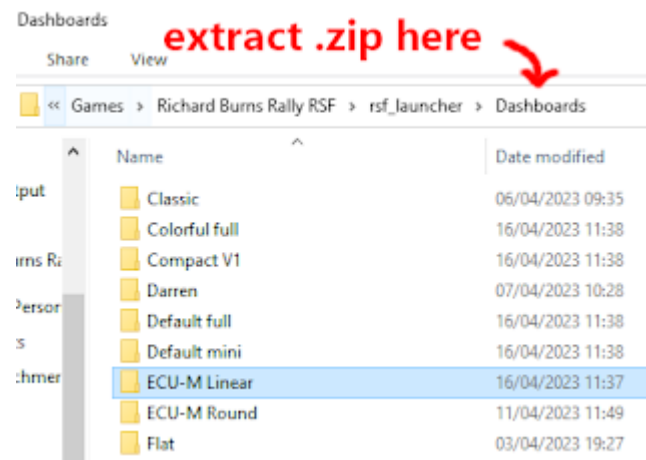 Dashboards
extract .zip here
Share View
« Games > Richard Burns Rally RSF > rsf_launcher > Dashboards
Name Date modified
Classic 06/04/2023 09:35
Colorful full 16/04/2023 11:38
Compact V1 16/04/2023 11:38
Darren 07/04/2023 10:28
Default full 16/04/2023 11:38
Default mini 16/04/2023 11:38
ECU-M Linear 16/04/2023 11:37
ECU-M Round 11/04/2023 11:49
Flat 03/04/2023 19:27